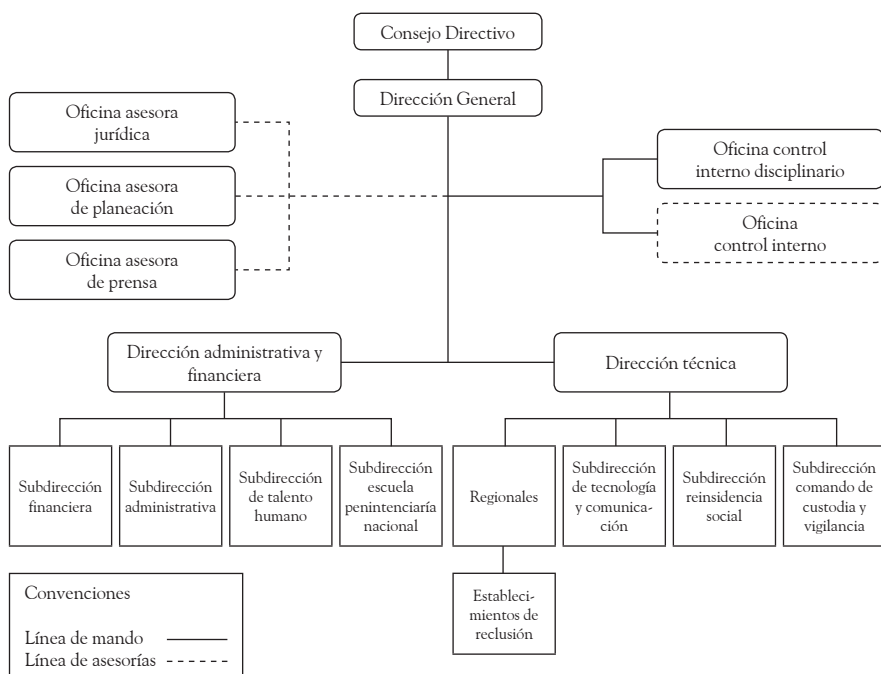 Consejo Directivo
Dirección General
Oficina asesora
jurídica
Oficina asesora
de planeación
Oficina asesora
de prensa
Oficina control
interno disciplinario
Oficina
control interno
Dirección administrativa y
financiera
Dirección técnica
Subdirección
financiera
Subdirección
administrativa
Subdirección
de talento
humano
Subdirección
escuela
penintenciaría
nacional
Regionales
Subdirección
de tecnología
y comunica-
ción
Subdirección
reinsidencia
social
Subdirección
comando de
custodia y
vigilancia
Estableci-
mientos de
reclusión
Convenciones
Línea de mando
Línea de asesorías